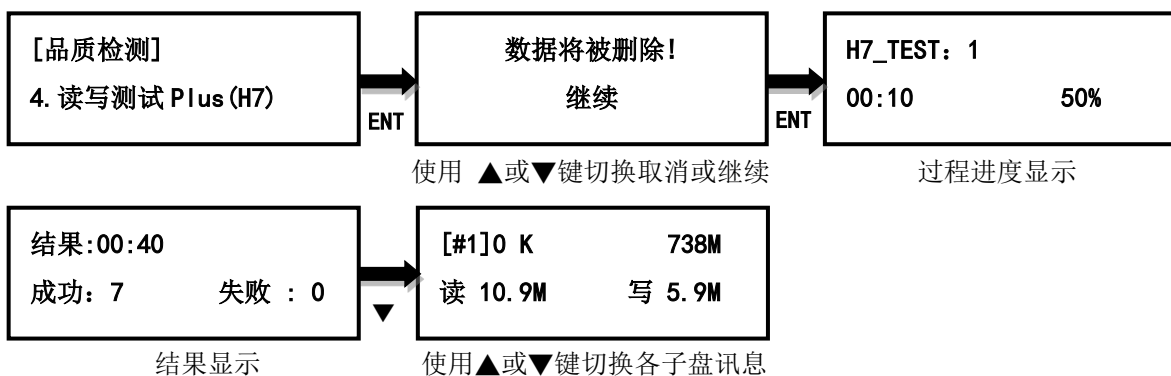 [品质检测]
4.读写测试Plus(H7)
ENT
数据将被删除!
继续
ENT
H7_TEST: 1
00:10 50%
使用 ▲或▼键切换取消或继续
过程进度显示
结果:00:40
成功: 7 失败 : 0
▼
[#1]0 K 738M
读 10.9M 写 5.9M
结果显示
使用▲或▼键切换各子盘讯息